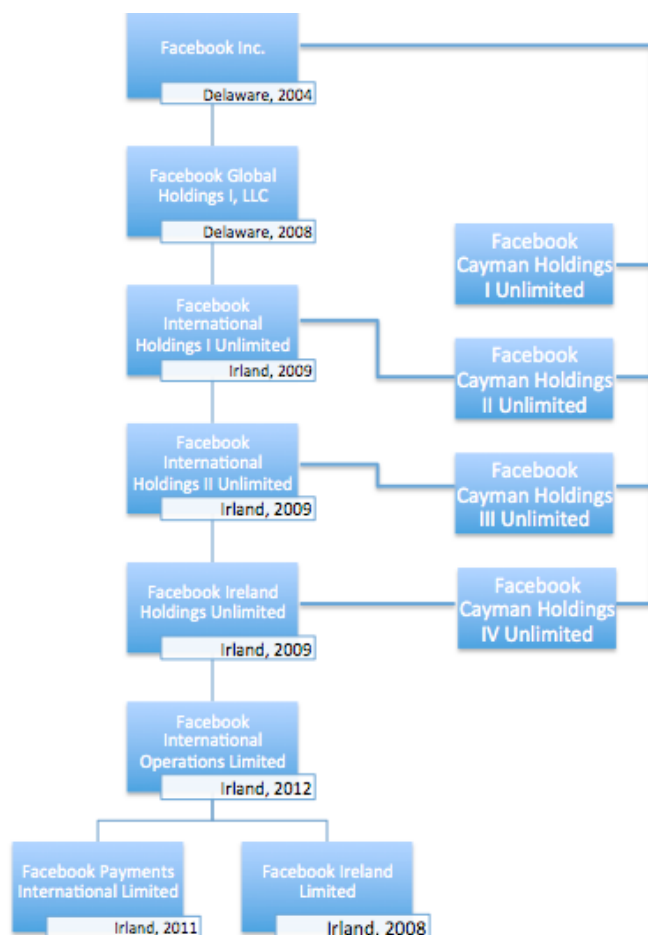 Facebook Inc.
Delaware, 2004
Facebook Global
Holdings I, LLC
Delaware, 2008
Facebook
International
Holdings I Unlimited
Irland, 2009
Facebook
International
Holdings II Unlimited
Irland, 2009
Facebook Ireland
Holdings Unlimited
Irland, 2009
Facebook
International
Operations Limited
Irland, 2012
Facebook Payments
International Limited
Irland, 2011
Facebook Ireland
Limited
Irland, 2008
Facebook
Cayman Holdings
I Unlimited
Facebook
Cayman Holdings
II Unlimited
Facebook
Cayman Holdings
III Unlimited
Facebook
Cayman Holdings
IV Unlimited